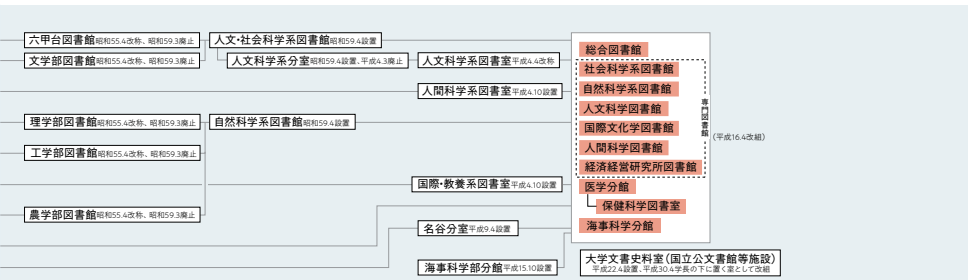 六甲台図書館昭和55.4改称、昭和59.3廃止
人文・社会科学系図書館昭和59.4設置
文学部図書館昭和55.4改称、昭和59.3廃止
人文科学系分室昭和59.4設置、平成4.3廃止
人文科学系図書室平成4.4改称
人間科学系図書室平成4.10設置
理学部図書館昭和55.4改称、昭和59.3廃止
自然科学系図書館昭和59.4設置
工学部図書館昭和55.4改称、昭和59.3廃止
国際・教養系図書室平成4.10設置
農学部図書館昭和55.4改称、昭和59.3廃止
名谷分室平成9.4設置
海事科学部分館平成15.10設置
総合図書館
社会科学系図書館
自然科学系図書館
人文科学図書館
国際文化学図書館
人間科学図書館
経済経営研究所図書館
専門図書館
(平成16.4改組)
医学分館
保健科学図書室
海事科学分館
大学文書史料室(国立公文書館等施設)
平成22.4設置、平成30.4学長の下に置く室として改組